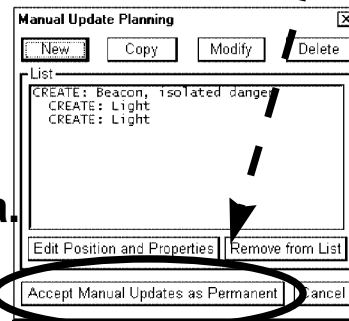 Manual Update Planning
New Copy Modify Delete
List
CREATE: Beacon, isolated danger
CREATE: Light
CREATE: Light
Edit Position and Properties Remove from List
Accept Manual Updates as Permanent Cancel